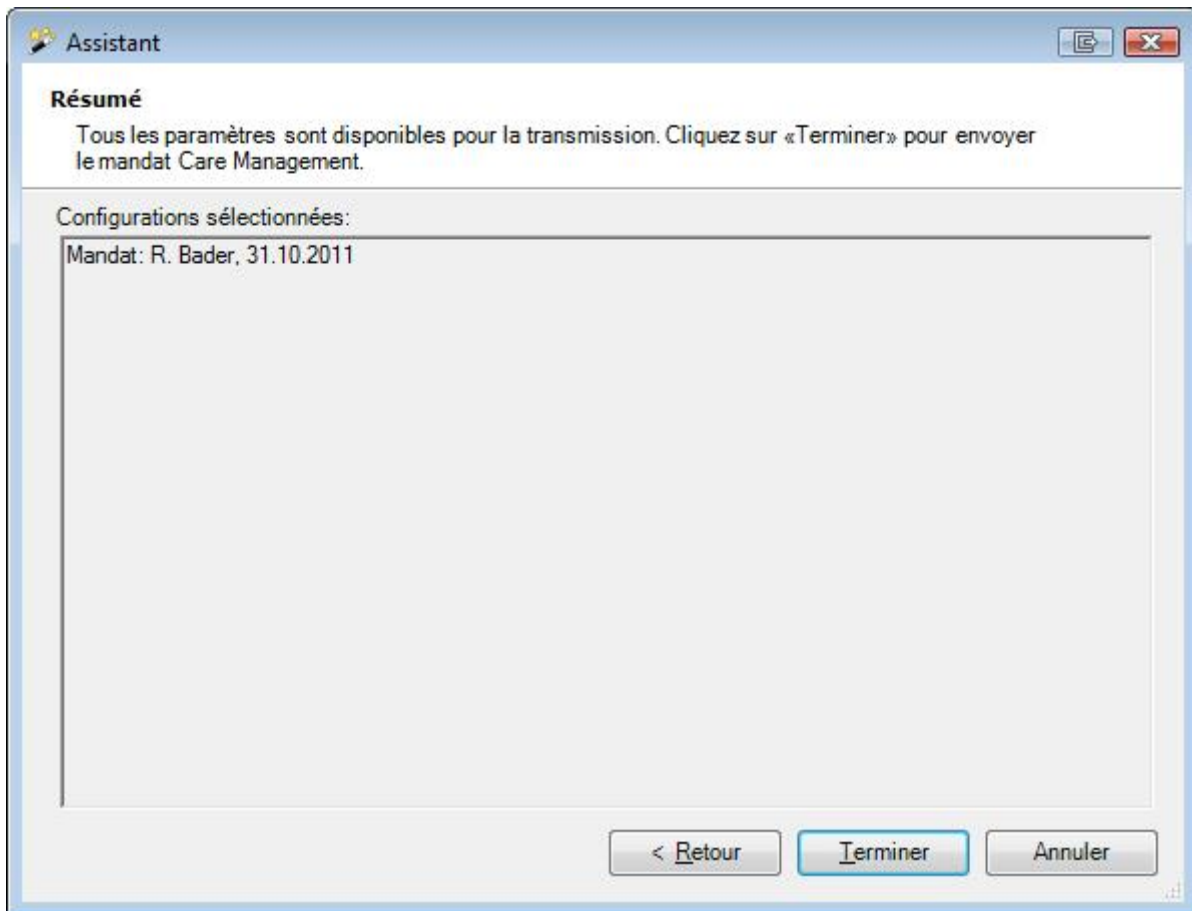 Assistant
Résumé
Tous les paramètres sont disponibles pour la transmission. Cliquez sur «Terminer» pour envoyer
le mandat Care Management.
Configurations sélectionnées:
Mandat: R. Bader, 31.10.2011
< Retour Terminer Annuler